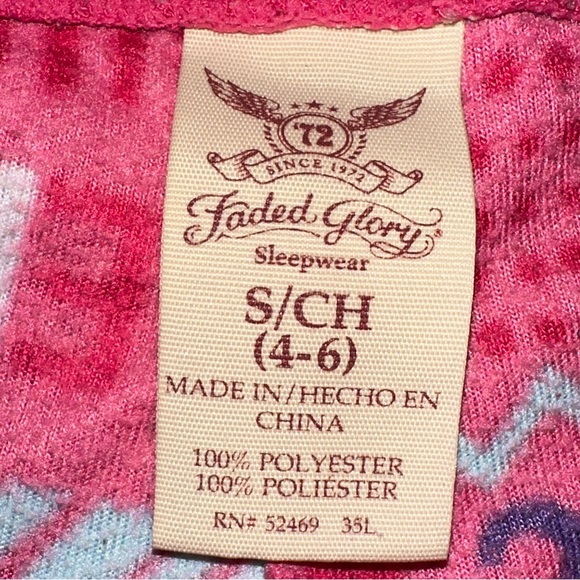 '72
SINCE 1972
Faded Glory®
Sleepwear
S/CH
(4-6)
MADE IN/HECHO EN
CHINA
100% POLYESTER
100% POLIÉSTER
RN# 52469 35L